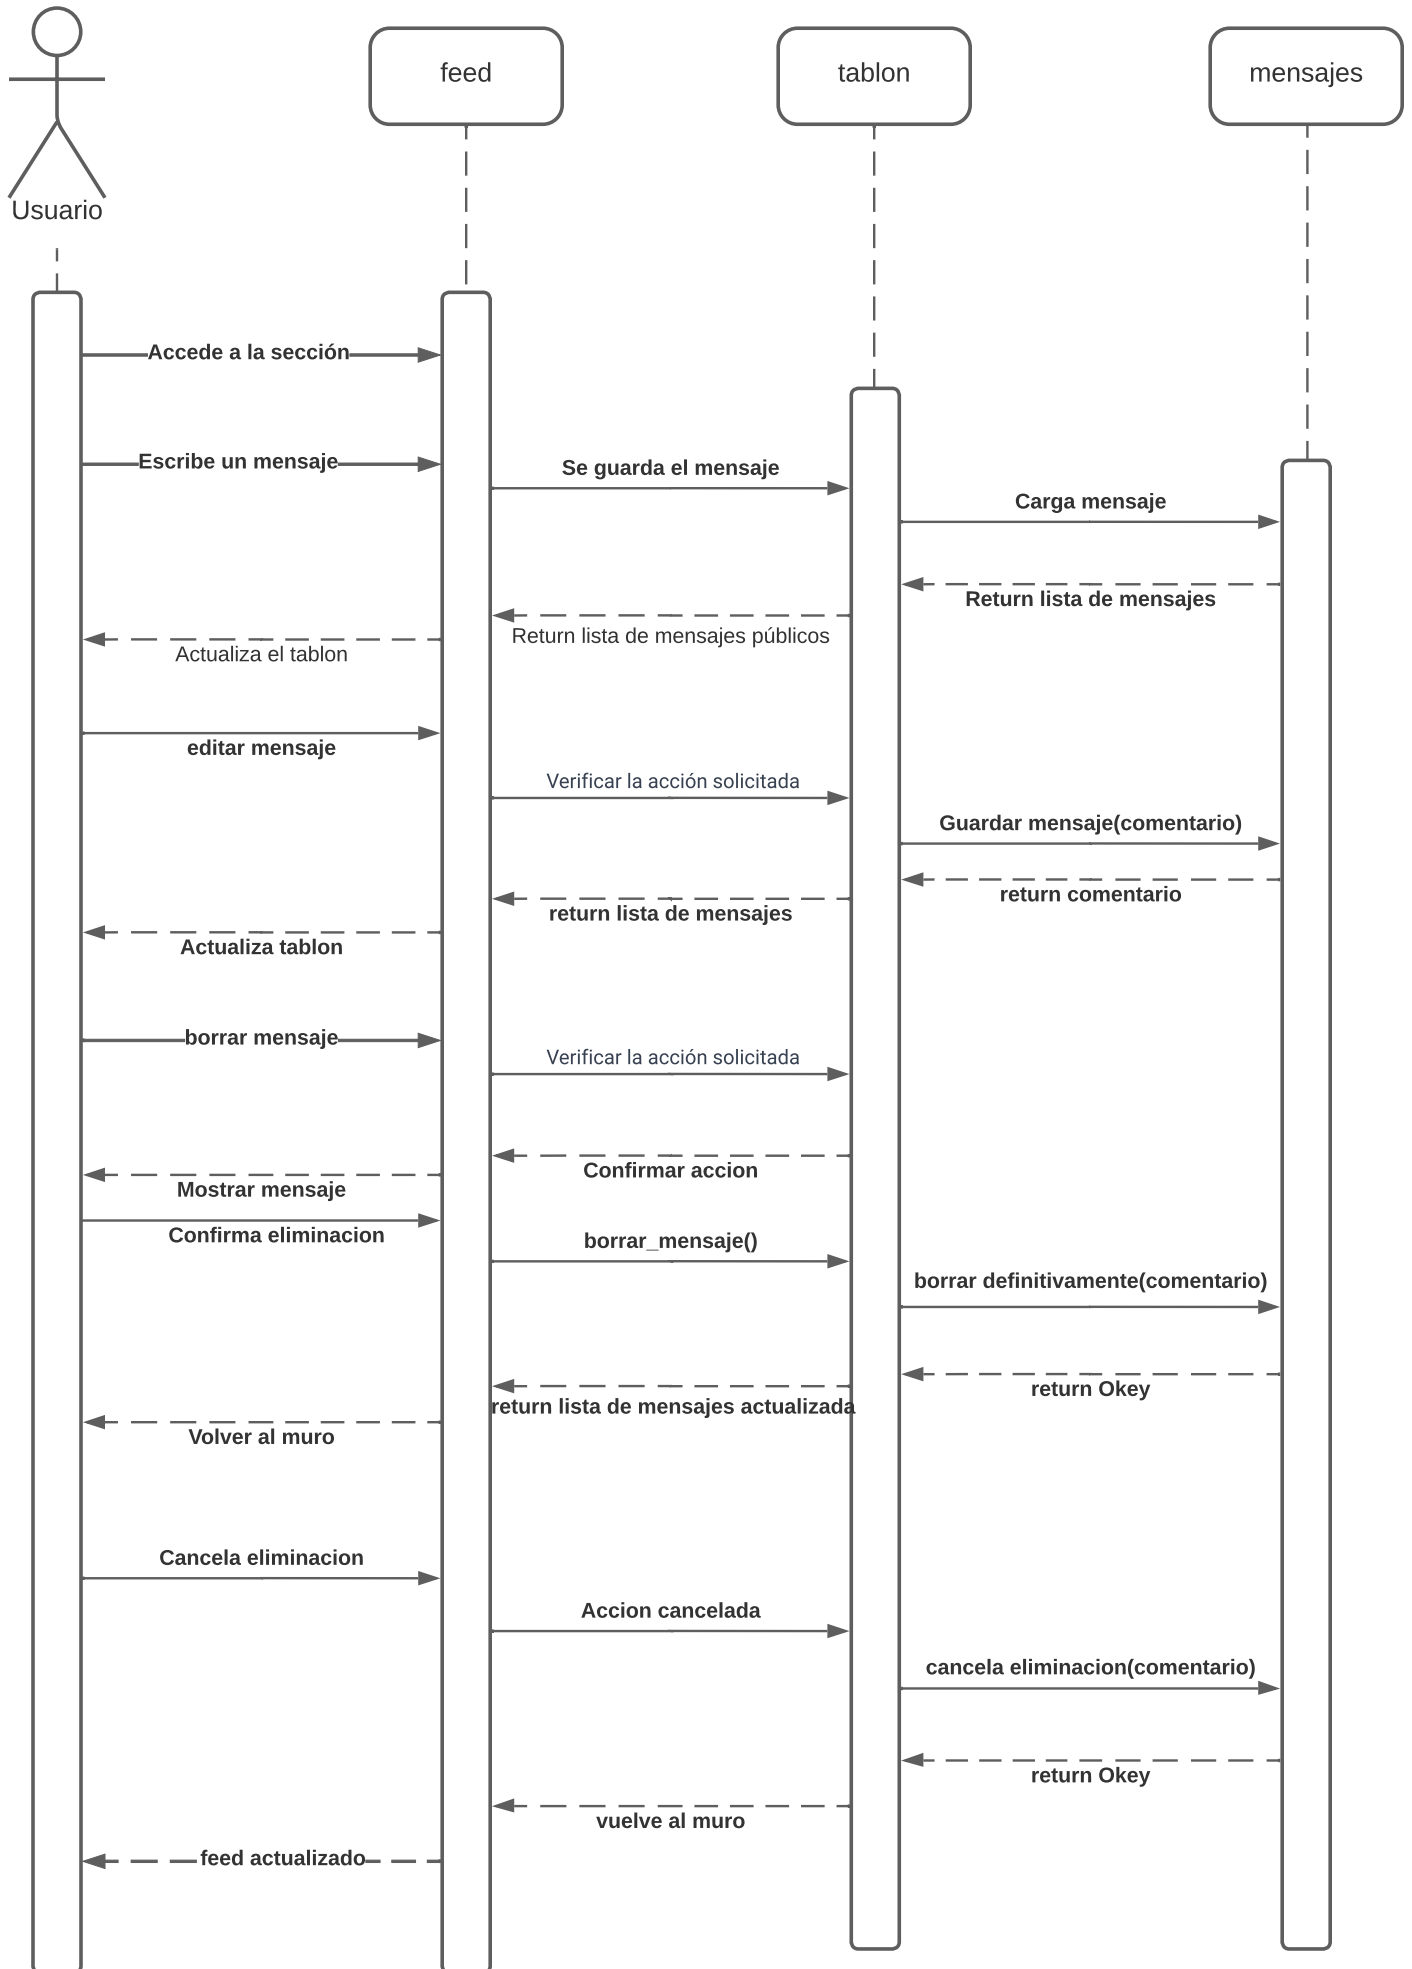 feed
tablon
mensajes
Usuario
Accede a la sección
Escribe un mensaje
Se guarda el mensaje
Carga mensaje
Return lista de mensajes
Return lista de mensajes públicos
Actualiza el tablon
editar mensaje
Verificar la acción solicitada
Guardar mensaje(comentario)
return comentario
return lista de mensajes
Actualiza tablon
borrar mensaje
Verificar la acción solicitada
Confirmar accion
Mostrar mensaje
Confirma eliminacion
borrar_mensaje()
borrar definitivamente(comentario)
return Okey
return lista de mensajes actualizada
Volver al muro
Cancela eliminacion
Accion cancelada
cancela eliminacion(comentario)
return Okey
vuelve al muro
feed actualizado